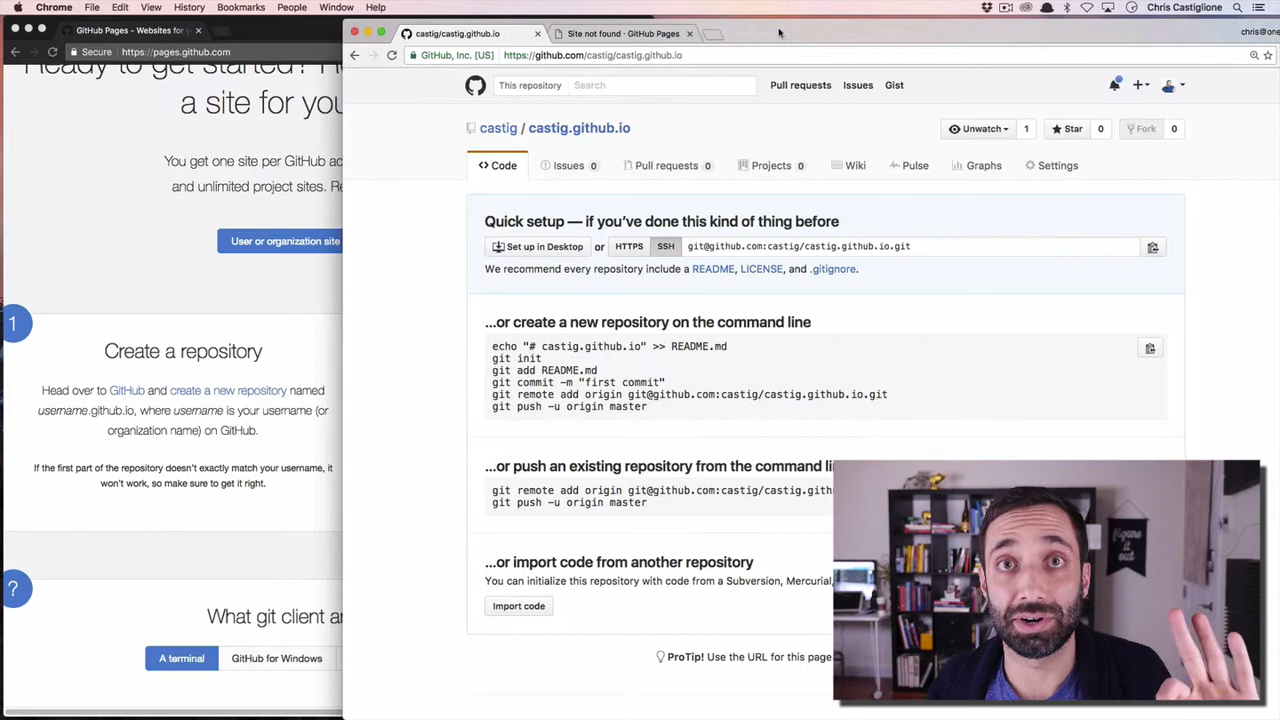 Chrome File Edit View History Bookmarks People Window Help Chris Castiglione
GitHub Pages - Websites for y
Secure https://pages.github.com
Ready to get started?
a site for you
You get one site per GitHub
and unlimited project sites.
User or organization site
1
Create a repository
Head over to GitHub and create a new repository named
username.github.io, where username is your username (or
organization name) on GitHub.
If the first part of the repository doesn't exactly match your username, it
won't work, so make sure to get it right.
?
What git client
A terminal GitHub for Windows
castig/castig.github.io Site not found · GitHub Pages
chris@one
GitHub, Inc. [US] https://github.com/castig/castig.github.io
This repository Search Pull requests Issues Gist
castig / castig.github.io
Unwatch 1 Star 0 Fork 0
Code Issues 0 Pull requests 0 Projects 0 Wiki Pulse Graphs Settings
Quick setup — if you've done this kind of thing before
Set up in Desktop or HTTPS SSH git@github.com:castig/castig.github.io.git
We recommend every repository include a README, LICENSE, and .gitignore.
...or create a new repository on the command line
echo "# castig.github.io" >> README.md
git init
git add README.md
git commit -m "first commit"
git remote add origin git@github.com:castig/castig.github.io.git
git push -u origin master
...or push an existing repository from the command
git remote add origin git@github.com:castig/castig.gith
git push -u origin master
...or import code from another repository
You can initialize this repository with code from a Subversion, Mercurial,
Import code
ProTip! Use the URL for this page
figure
it
out